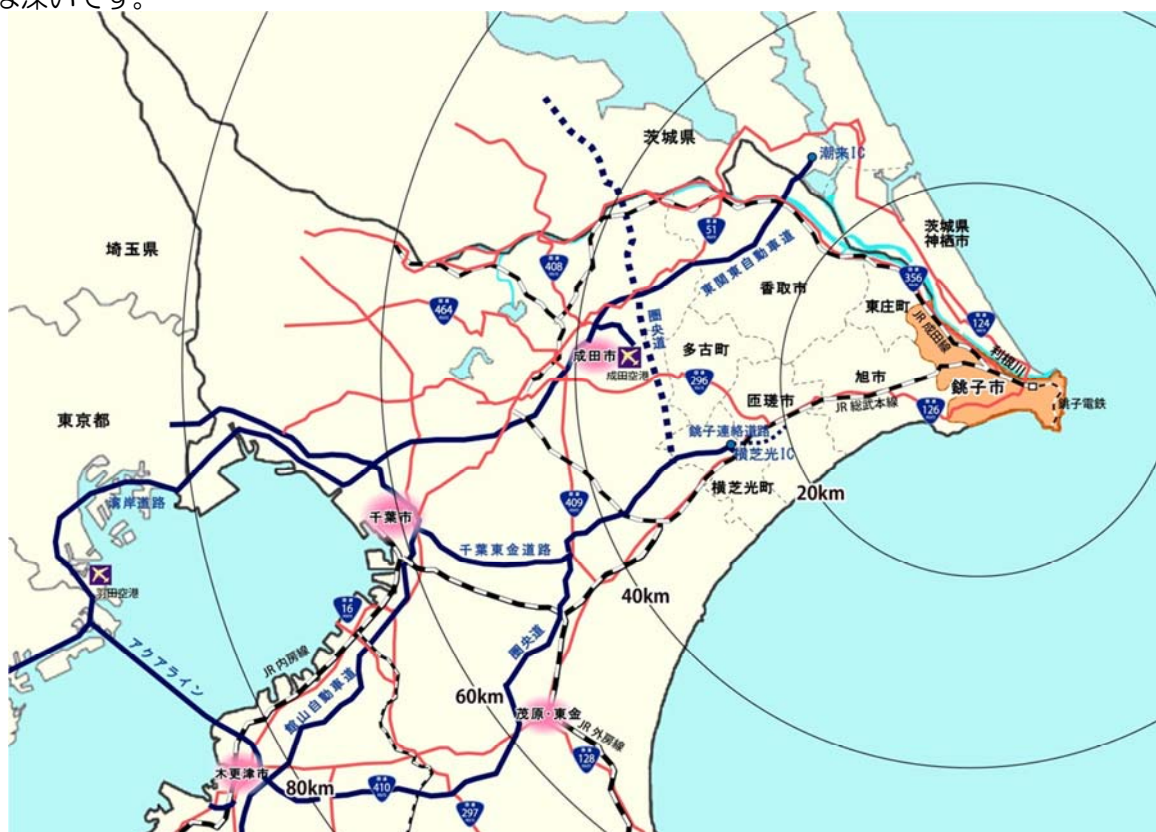 は深いです。
茨城県
潮来IC
茨城県
神栖市
埼玉県
51
東関東自動車道
408
香取市
356
東庄町
JR成田線
124
464
圏央道
利根川
成田市
成田空港
多古町
296
旭市
銚子市
匝瑳市
JR総武本線
126
銚子電鉄
東京都
銚子連絡道路
横芝光IC
横芝光町
20km
湾岸道路
千葉市
409
千葉東金道路
羽田空港
16
40km
アクアライン
JR内房線
館山自動車道
圏央道
60km
茂原・東金
JR外房線
128
木更津市
80km
410
297